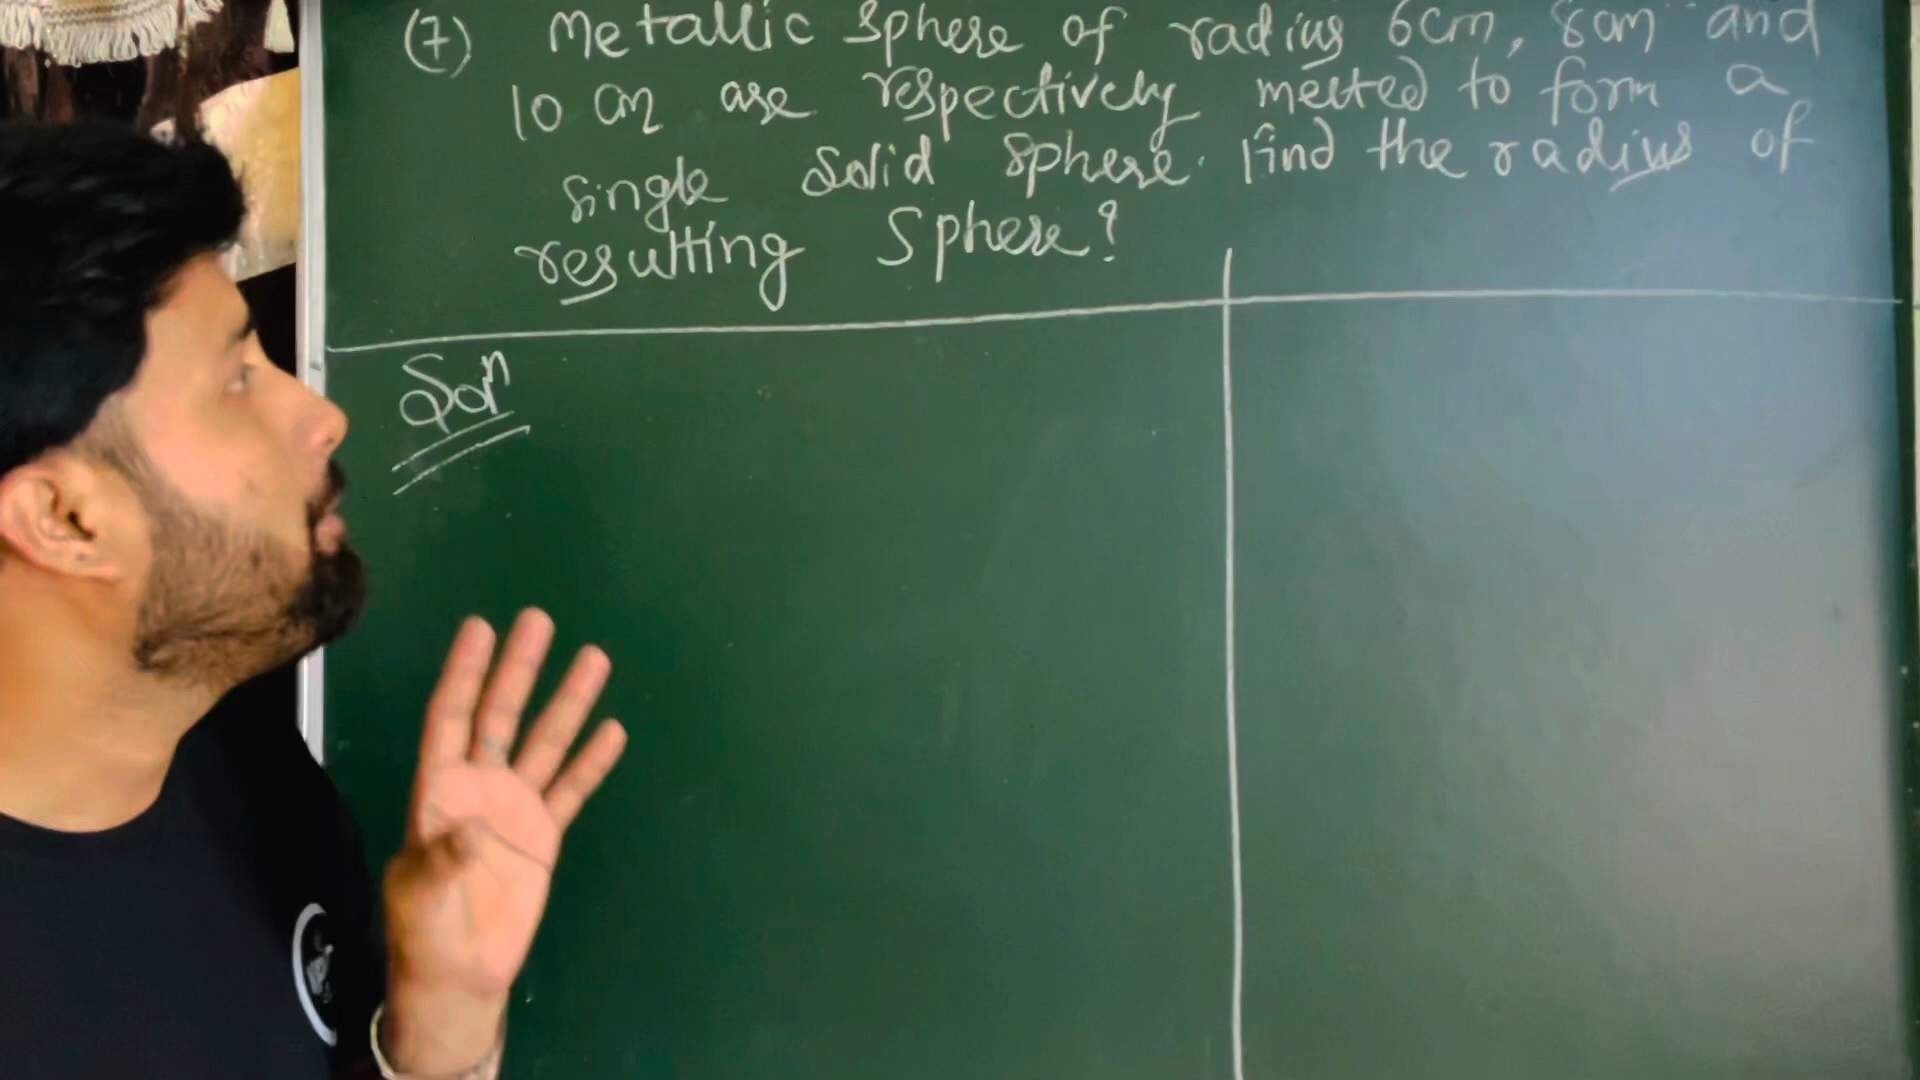 (7) Metallic sphere of radius 6cm, 8cm and
10 cm are respectively melted to form a
single solid sphere. Find the radius of
resulting Sphere?
Soln